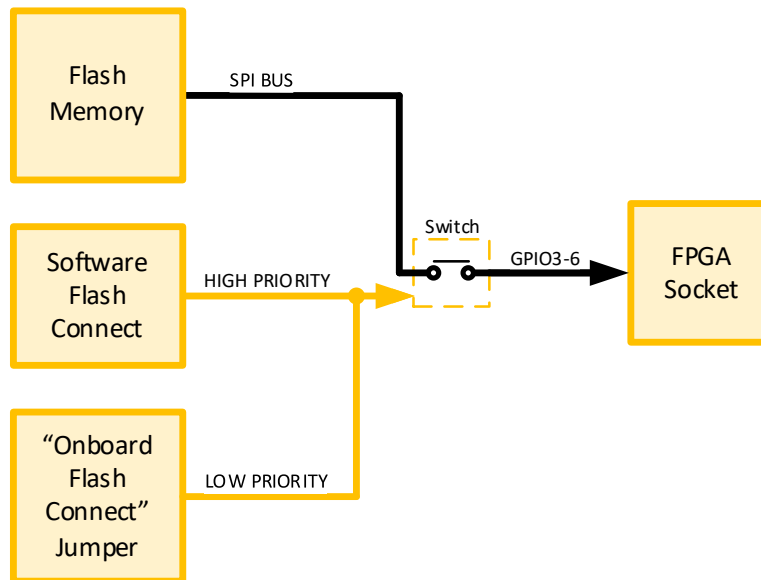 Flash
Memory
SPI BUS
Switch
GPIO3-6
FPGA
Socket
Software
Flash
Connect
HIGH PRIORITY
“Onboard
Flash
Connect”
Jumper
LOW PRIORITY